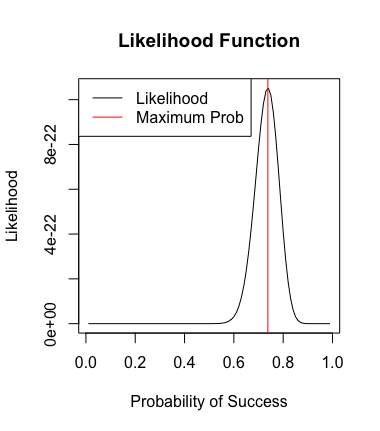 Likelihood Function
Likelihood
Maximum Prob
Likelihood
8e-22
4e-22
0e+00
0.0 0.2 0.4 0.6 0.8 1.0
Probability of Success